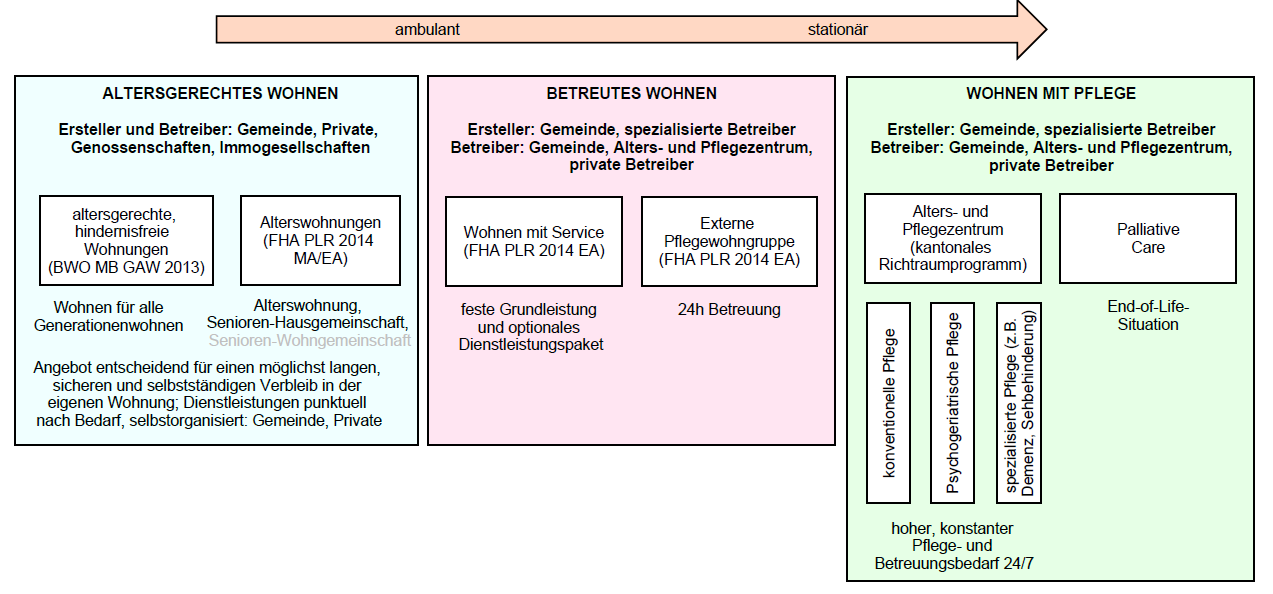 ambulant
stationär
ALTERSGERECHTES WOHNEN
Ersteller und Betreiber: Gemeinde, Private,
Genossenschaften, Immogesellschaften
altersgerechte,
hindernisfreie
Wohnungen
(BWO MB GAW 2013)
Wohnen für alle
Generationenwohnen
Alterswohnungen
(FHA PLR 2014
MA/EA)
Alterswohnung,
Senioren-Hausgemeinschaft,
Senioren-Wohngemeinschaft
Angebot entscheidend für einen möglichst langen,
sicheren und selbstständigen Verbleib in der
eigenen Wohnung; Dienstleistungen punktuell
nach Bedarf, selbstorganisiert: Gemeinde, Private
BETREUTES WOHNEN
Ersteller: Gemeinde, spezialisierte Betreiber
Betreiber: Gemeinde, Alters- und Pflegezentrum,
private Betreiber
Wohnen mit Service
(FHA PLR 2014 EA)
feste Grundleistung
und optionales
Dienstleistungspaket
Externe
Pflegewohngruppe
(FHA PLR 2014 EA)
24h Betreuung
WOHNEN MIT PFLEGE
Ersteller: Gemeinde, spezialisierte Betreiber
Betreiber: Gemeinde, Alters- und Pflegezentrum,
private Betreiber
Alters- und
Pflegezentrum
(kantonales
Richtraumprogramm)
konventionelle Pflege
Psychogeriatrische Pflege
spezialisierte Pflege (z.B.
Demenz, Sehbehinderung)
hoher, konstanter
Pflege- und
Betreuungsbedarf 24/7
Palliative
Care
End-of-Life-
Situation